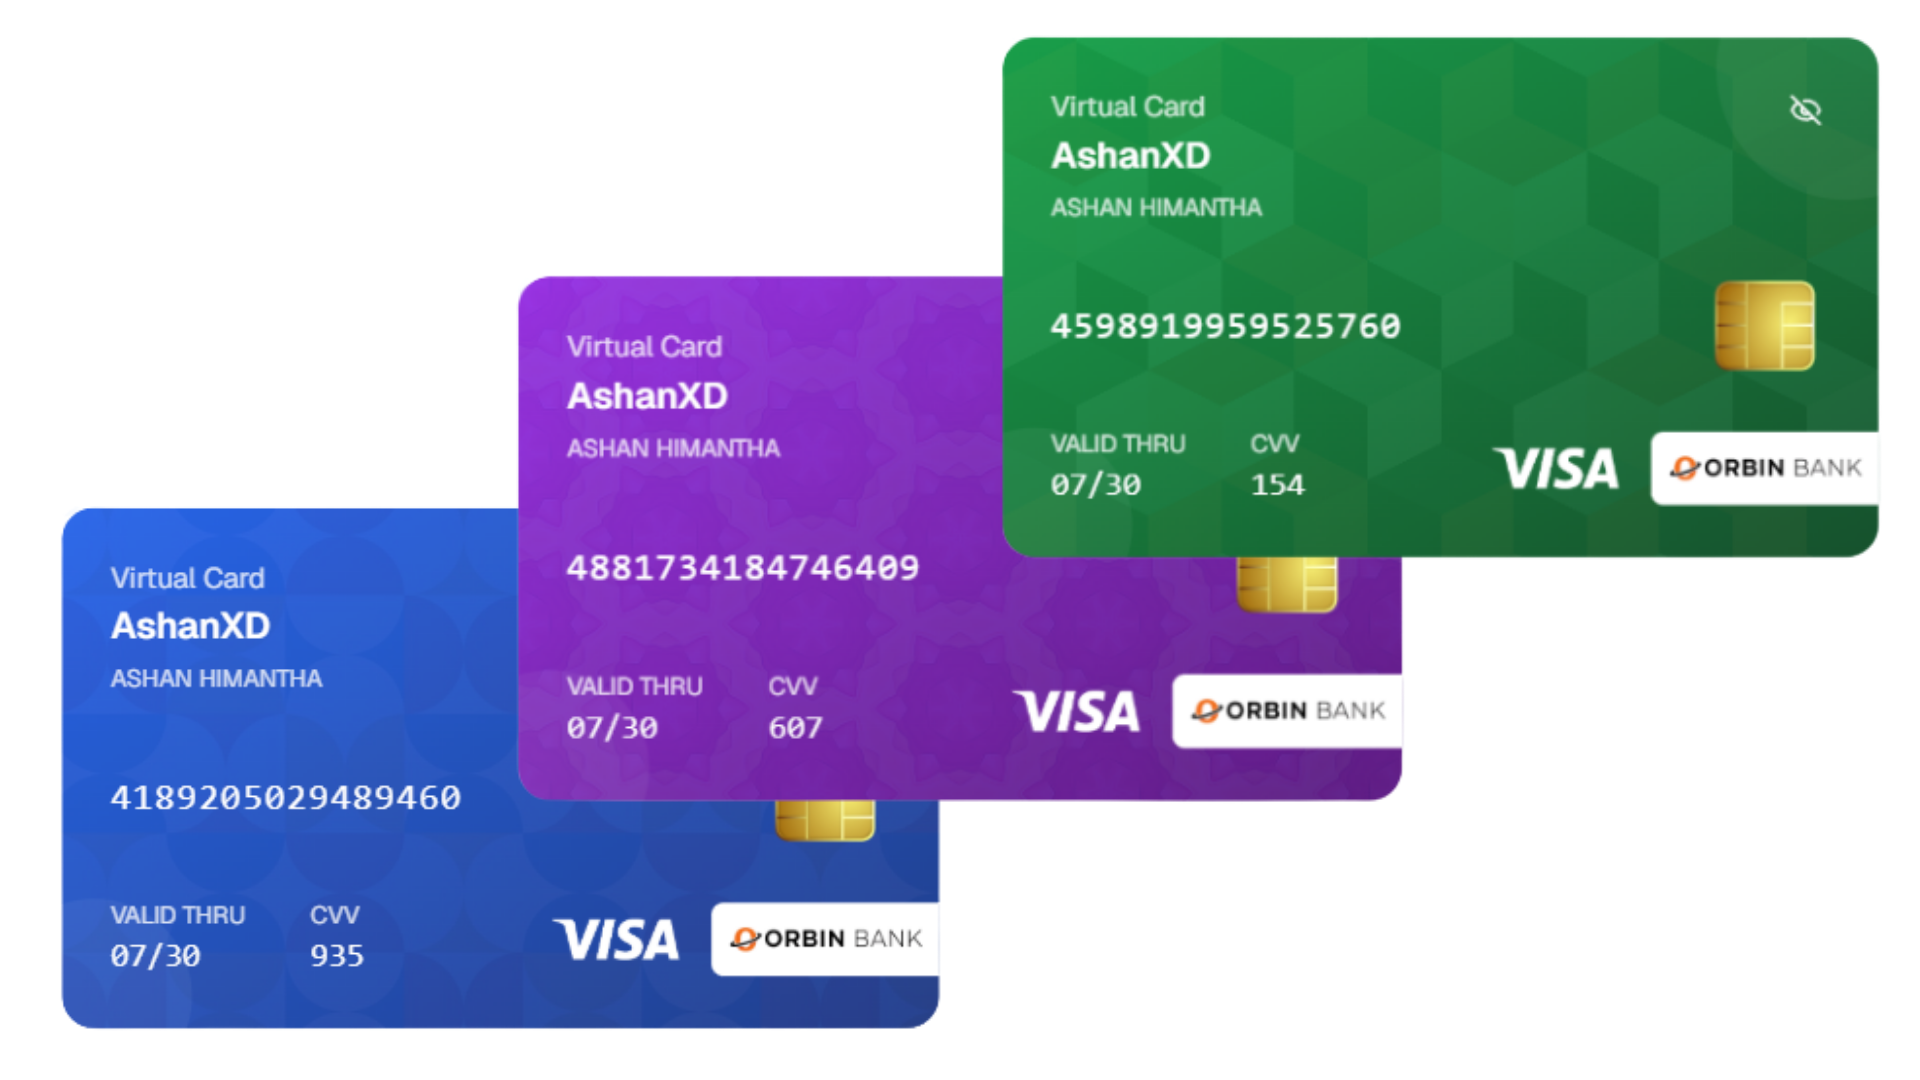 Virtual Card
AshanXD
ASHAN HIMANTHA
4598919959525760
VALID THRU CVV
07/30 154
VISA ORBIN BANK
Virtual Card
AshanXD
ASHAN HIMANTHA
4881734184746409
VALID THRU CVV
07/30 607
VISA ORBIN BANK
Virtual Card
AshanXD
ASHAN HIMANTHA
4189205029489460
VALID THRU CVV
07/30 935
VISA ORBIN BANK